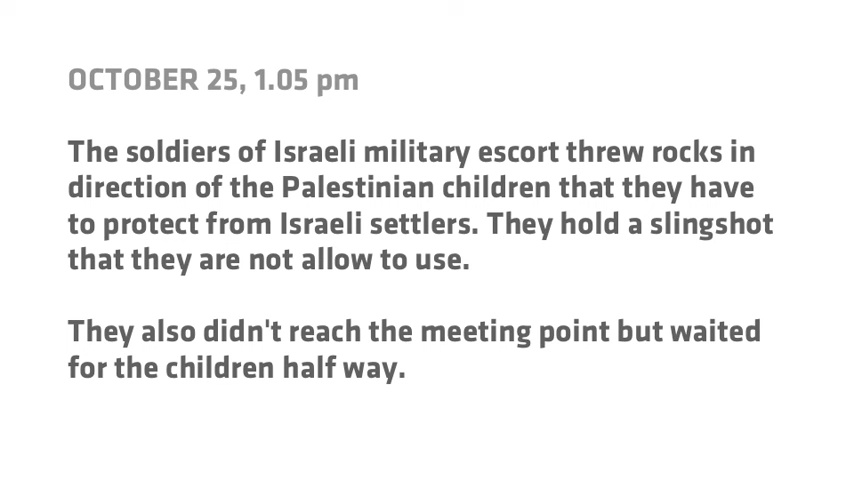 OCTOBER 25, 1.05 pm
The soldiers of Israeli military escort threw rocks in
direction of the Palestinian children that they have
to protect from Israeli settlers. They hold a slingshot
that they are not allow to use.
They also didn't reach the meeting point but waited
for the children half way.